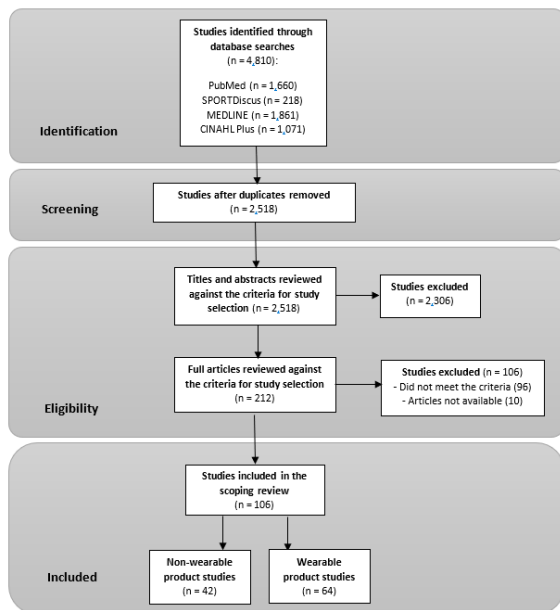 Studies identified through
database searches
(n = 4,810):
PubMed (n = 1,660)
SPORTDiscus (n = 218)
MEDLINE (n = 1,861)
CINAHL Plus (n = 1,071)
Identification
Studies after duplicates removed
(n = 2,518)
Screening
Titles and abstracts reviewed
against the criteria for study
selection (n = 2,518)
Studies excluded
(n = 2,306)
Full articles reviewed against
the criteria for study selection
(n = 212)
Studies excluded (n = 106)
- Did not meet the criteria (96)
- Articles not available (10)
Eligibility
Studies included in the
scoping review
(n = 106)
Non-wearable
product studies
(n = 42)
Wearable
product studies
(n = 64)
Included